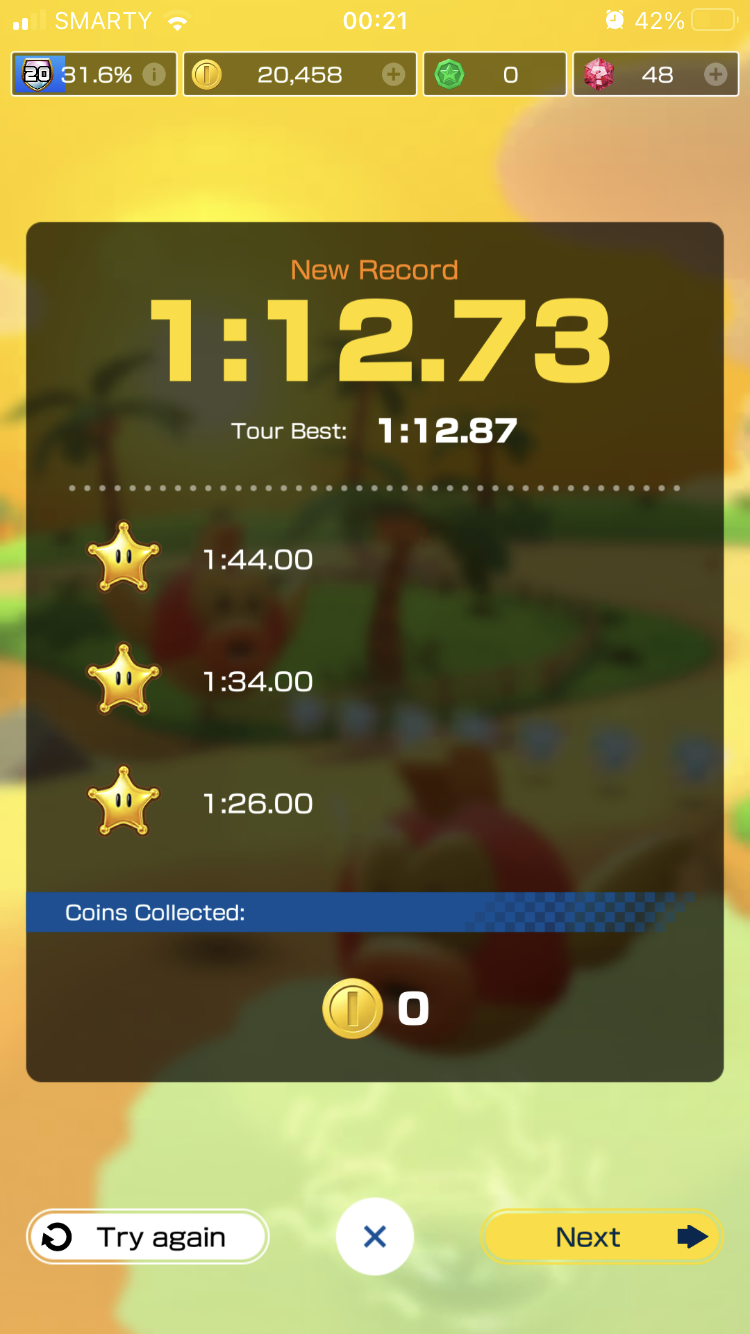 SMARTY 00:21 42%
20 31.6% 20,458 0 48
New Record
1:12.73
Tour Best: 1:12.87
1:44.00
1:34.00
1:26.00
Coins Collected:
0
Try again Next